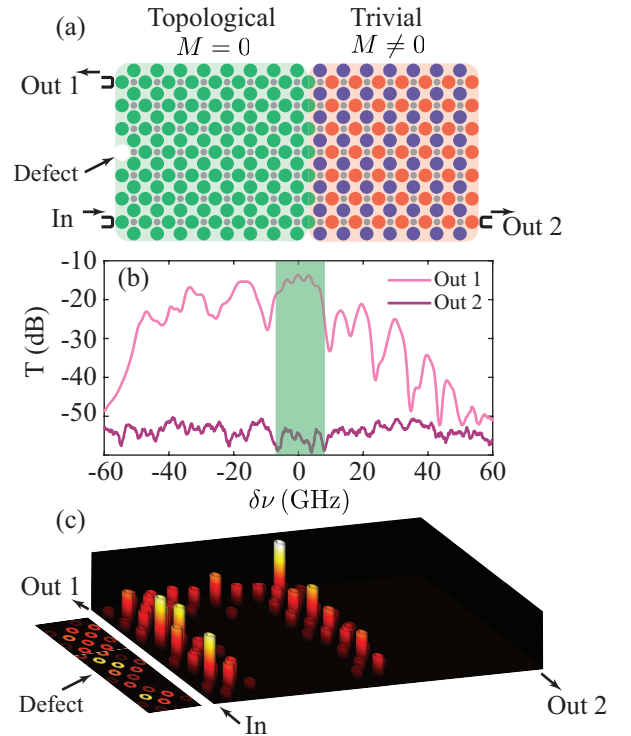 Topological Trivial
(a) M = 0 M ≠ 0
Out 1
Defect
In
Out 2
-10
(b)
Out 1
Out 2
-20
-30
-40
-50
T (dB)
-60 -40 -20 0 20 40 60
δν (GHz)
(c)
Out 1
Defect
In
Out 2